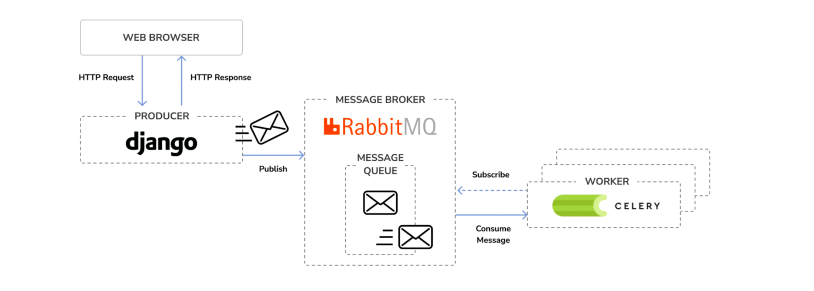 WEB BROWSER
HTTP Request
HTTP Response
PRODUCER
django
Publish
MESSAGE BROKER
RabbitMQ
MESSAGE
QUEUE
Subscribe
Consume
Message
WORKER
CELERY